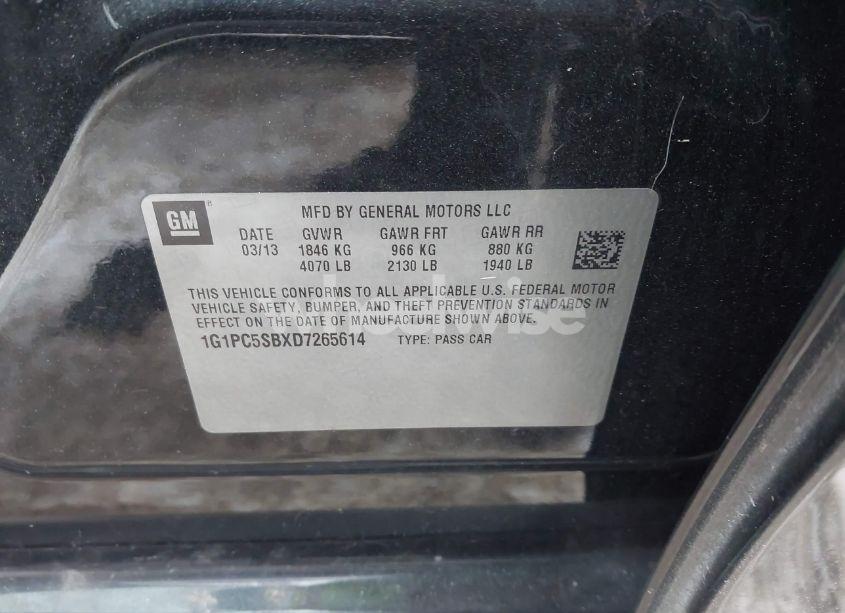 GM
MFD BY GENERAL MOTORS LLC
DATE GVWR GAWR FRT GAWR RR
03/13 1846 KG 966 KG 880 KG
4070 LB 2130 LB 1940 LB
THIS VEHICLE CONFORMS TO ALL APPLICABLE U.S. FEDERAL MOTOR
VEHICLE SAFETY, BUMPER, AND THEFT PREVENTION STANDARDS IN
EFFECT ON THE DATE OF MANUFACTURE SHOWN ABOVE.
1G1PC5SBXD7265614 TYPE: PASS CAR